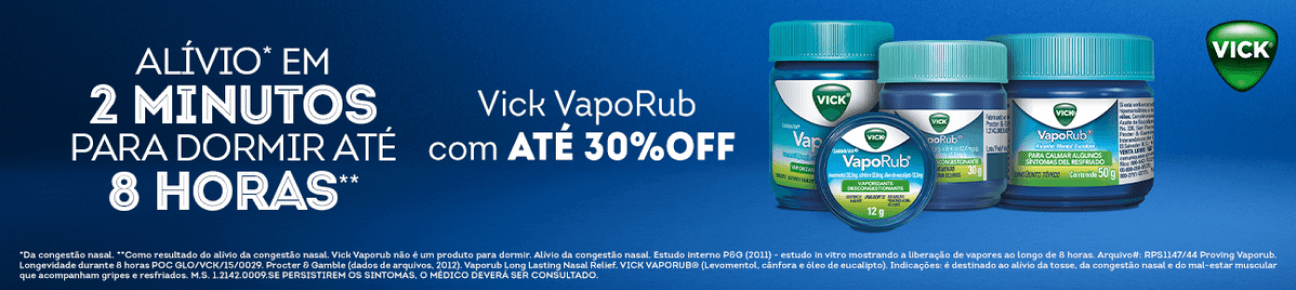 ALÍVIO* EM
2 MINUTOS
PARA DORMIR ATÉ
8 HORAS**
Vick VapoRub
com ATÉ 30%OFF
VICK
VICK
VapoRub
VICK
VapoRub®
VAPORIZANTE
DESCONGESTIONANTE
12 g
VICK
30 g
VICK
VapoRub®
PARA CALMAR ALGUNOS
SÍNTOMAS DEL RESFRIADO
UNGÜENTO TÓPICO
Contenido 50 g
*Da congestão nasal. **Como resultado do alívio da congestão nasal. Vick Vaporub não é um produto para dormir. Alívio da congestão nasal. Estudo interno P&G (2011) - estudo in vitro mostrando a liberação de vapores ao longo de 8 horas. Arquivo#: RPS1147/44 Proving Vaporub.
Longevidade durante 8 horas POC GLO/VCK/15/0029. Procter & Gamble (dados de arquivos, 2012). Vaporub Long Lasting Nasal Relief. VICK VAPORUB® (Levomentol, cânfora e óleo de eucalipto). Indicações: é destinado ao alívio da tosse, da congestão nasal e do mal-estar muscular
que acompanham gripes e resfriados. M.S. 1.2142.0009.SE PERSISTIREM OS SINTOMAS, O MÉDICO DEVERÁ SER CONSULTADO.